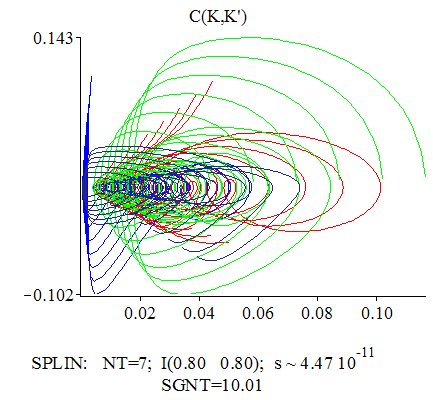 C(K,K')
0.143
−0.102
0.02 0.04 0.06 0.08 0.10
SPLIN: NT=7; I(0.80 0.80); s ~ 4.47 10^-11
SGNT=10.01